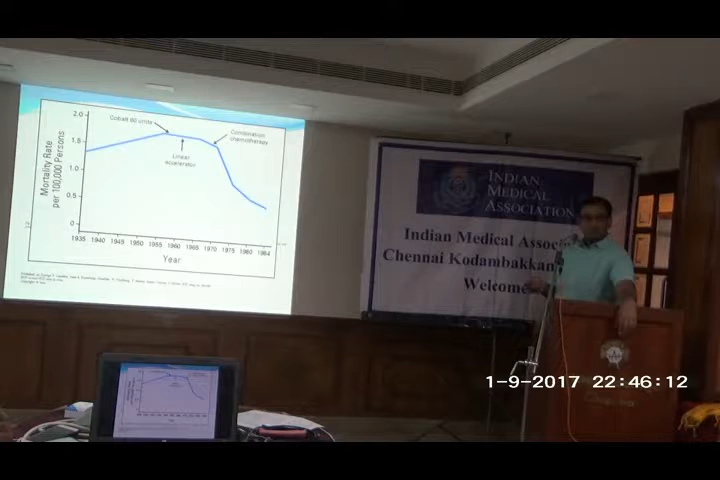 2.0
Cobalt 60 units
Combination
chemotherapy
1.5
Linear
accelerator
1.0
0.5
0
Mortality Rate
per 100,000 Persons
1935 1940 1945 1950 1955 1960 1965 1970 1975 1980 1984
Year
INDIAN
MEDICAL
ASSOCIATION
Indian Medical
Chennai Kodambakkam
Welcome
1-9-2017 22:46:12